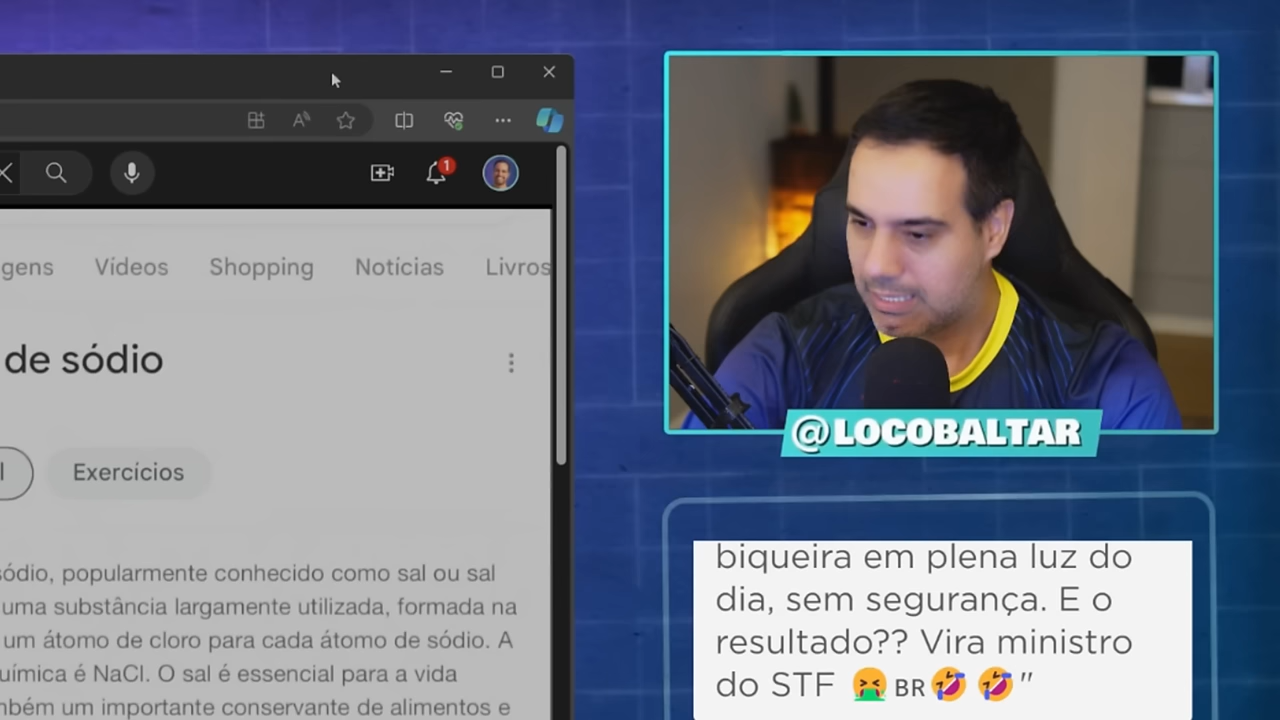 1
gens Vídeos Shopping Notícias Livros
de sódio
Exercícios
sódio, popularmente conhecido como sal ou sal
uma substância largamente utilizada, formada na
um átomo de cloro para cada átomo de sódio. A
uímica é NaCl. O sal é essencial para a vida
mbém um importante conservante de alimentos e
@LOCOBALTAR
biqueira em plena luz do
dia, sem segurança. E o
resultado?? Vira ministro
do STF 🤮 BR🤣 🤣"